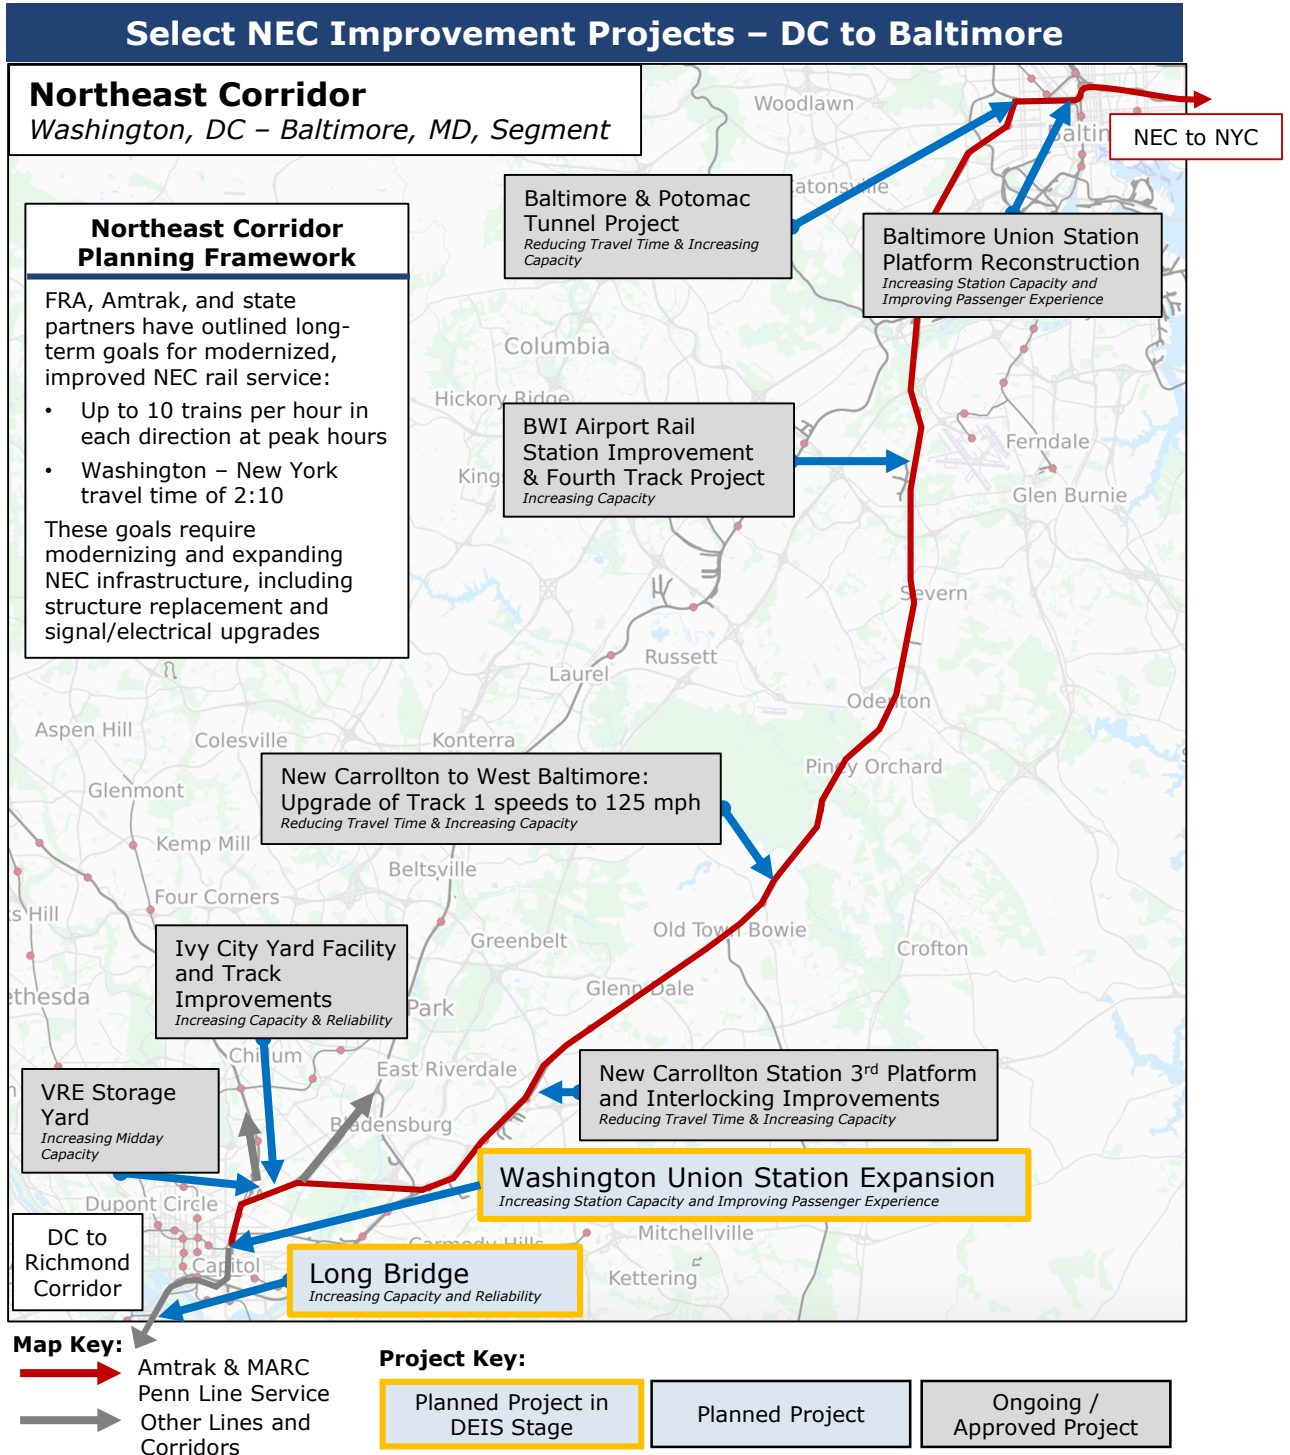 Select NEC Improvement Projects – DC to Baltimore
Northeast Corridor
Washington, DC – Baltimore, MD, Segment
Woodlawn
NEC to NYC
Baltimore & Potomac
Tunnel Project
Reducing Travel Time & Increasing
Capacity
Baltimore Union Station
Platform Reconstruction
Increasing Station Capacity and
Improving Passenger Experience
Northeast Corridor
Planning Framework
FRA, Amtrak, and state
partners have outlined long-
term goals for modernized,
improved NEC rail service:
• Up to 10 trains per hour in
each direction at peak hours
• Washington – New York
travel time of 2:10
These goals require
modernizing and expanding
NEC infrastructure, including
structure replacement and
signal/electrical upgrades
Columbia
Hickory Ridge
BWI Airport Rail
Station Improvement
& Fourth Track Project
Increasing Capacity
Ferndale
Glen Burnie
Severn
Russett
Laurel
Odenton
Aspen Hill
Colesville
Konterra
Piney Orchard
New Carrollton to West Baltimore:
Upgrade of Track 1 speeds to 125 mph
Reducing Travel Time & Increasing Capacity
Glenmont
Kemp Mill
Beltsville
Four Corners
Hill
Old Town Bowie
Greenbelt
Crofton
Ivy City Yard Facility
and Track
Improvements
Increasing Capacity & Reliability
Glenn Dale
Park
Chillum
East Riverdale
VRE Storage
Yard
Increasing Midday
Capacity
New Carrollton Station 3rd Platform
and Interlocking Improvements
Reducing Travel Time & Increasing Capacity
Bladensburg
Washington Union Station Expansion
Increasing Station Capacity and Improving Passenger Experience
Dupont Circle
Mitchellville
DC to
Richmond
Corridor
Capitol
Carmody Hills
Kettering
Long Bridge
Increasing Capacity and Reliability
Map Key:
Amtrak & MARC
Penn Line Service
Other Lines and
Corridors
Project Key:
Planned Project in
DEIS Stage
Planned Project
Ongoing /
Approved Project